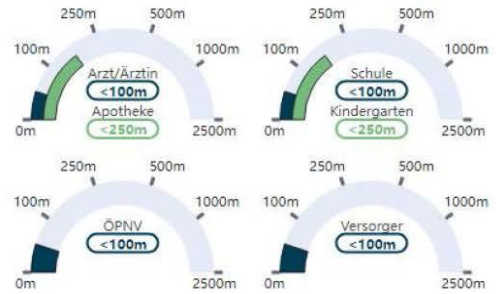 250m 500m
100m 1000m
Arzt/Ärztin
<100m
Apotheke
<250m
0m 2500m
250m 500m
100m 1000m
Schule
<100m
Kindergarten
<250m
0m 2500m
250m 500m
100m 1000m
ÖPNV
<100m
0m 2500m
250m 500m
100m 1000m
Versorger
<100m
0m 2500m